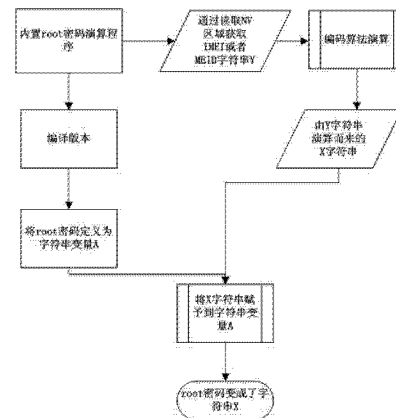 内置root密码演算程
序
通过读取NV
区域获取
IMEI或者
MEID字符串Y
编码算法演算
编译版本
由Y字符串
演算而来的
X字符串
将root密码定义为
字符串变量A
将X字符串赋
予到字符串变
量A
root密码变成了字
符串X